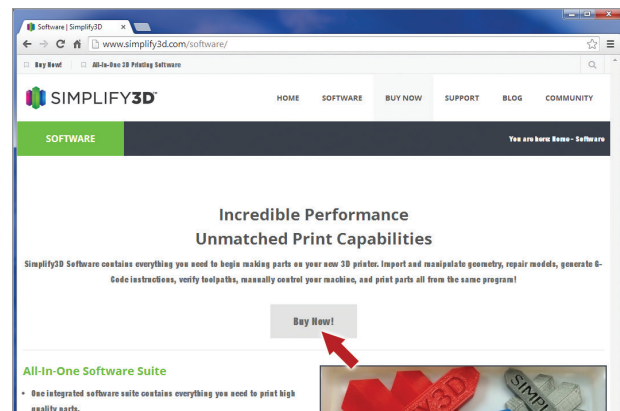 Software | Simplify3D
www.simplify3d.com/software/
Buy Now! All-in-One 3D Printing Software
SIMPLIFY3D
HOME SOFTWARE BUY NOW SUPPORT BLOG COMMUNITY
SOFTWARE
You are here: Home - Software
Incredible Performance
Unmatched Print Capabilities
Simplify3D Software contains everything you need to begin making parts on your new 3D printer. Import and manipulate geometry, repair models, generate G-
Code instructions, verify toolpaths, manually control your machine, and print parts all from the same program!
Buy Now!
All-In-One Software Suite
• One integrated software suite contains everything you need to print high
quality parts.